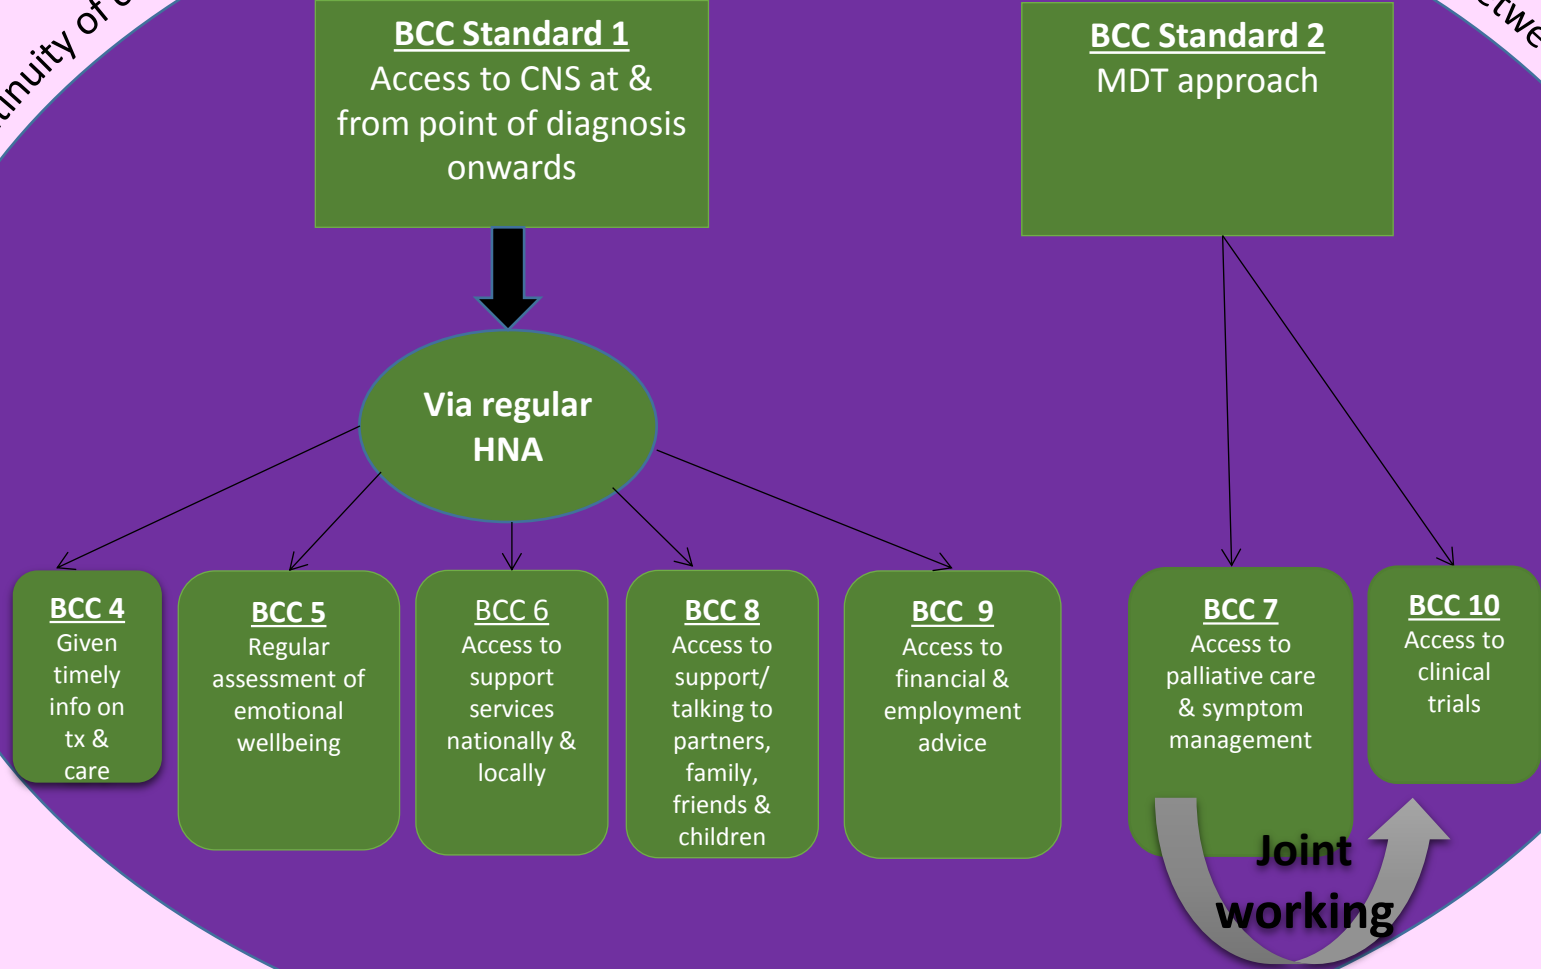 BCC Standard 1
Access to CNS at &
from point of diagnosis
onwards
BCC Standard 2
MDT approach
Via regular
HNA
BCC 4
Given
timely
info on
tx &
care
BCC 5
Regular
assessment of
emotional
wellbeing
BCC 6
Access to
support
services
nationally &
locally
BCC 8
Access to
support/
talking to
partners,
family,
friends &
children
BCC  9
Access to
financial &
employment
advice
BCC 7
Access to
palliative care
& symptom
management
BCC 10
Access to
clinical
trials
Joint
working